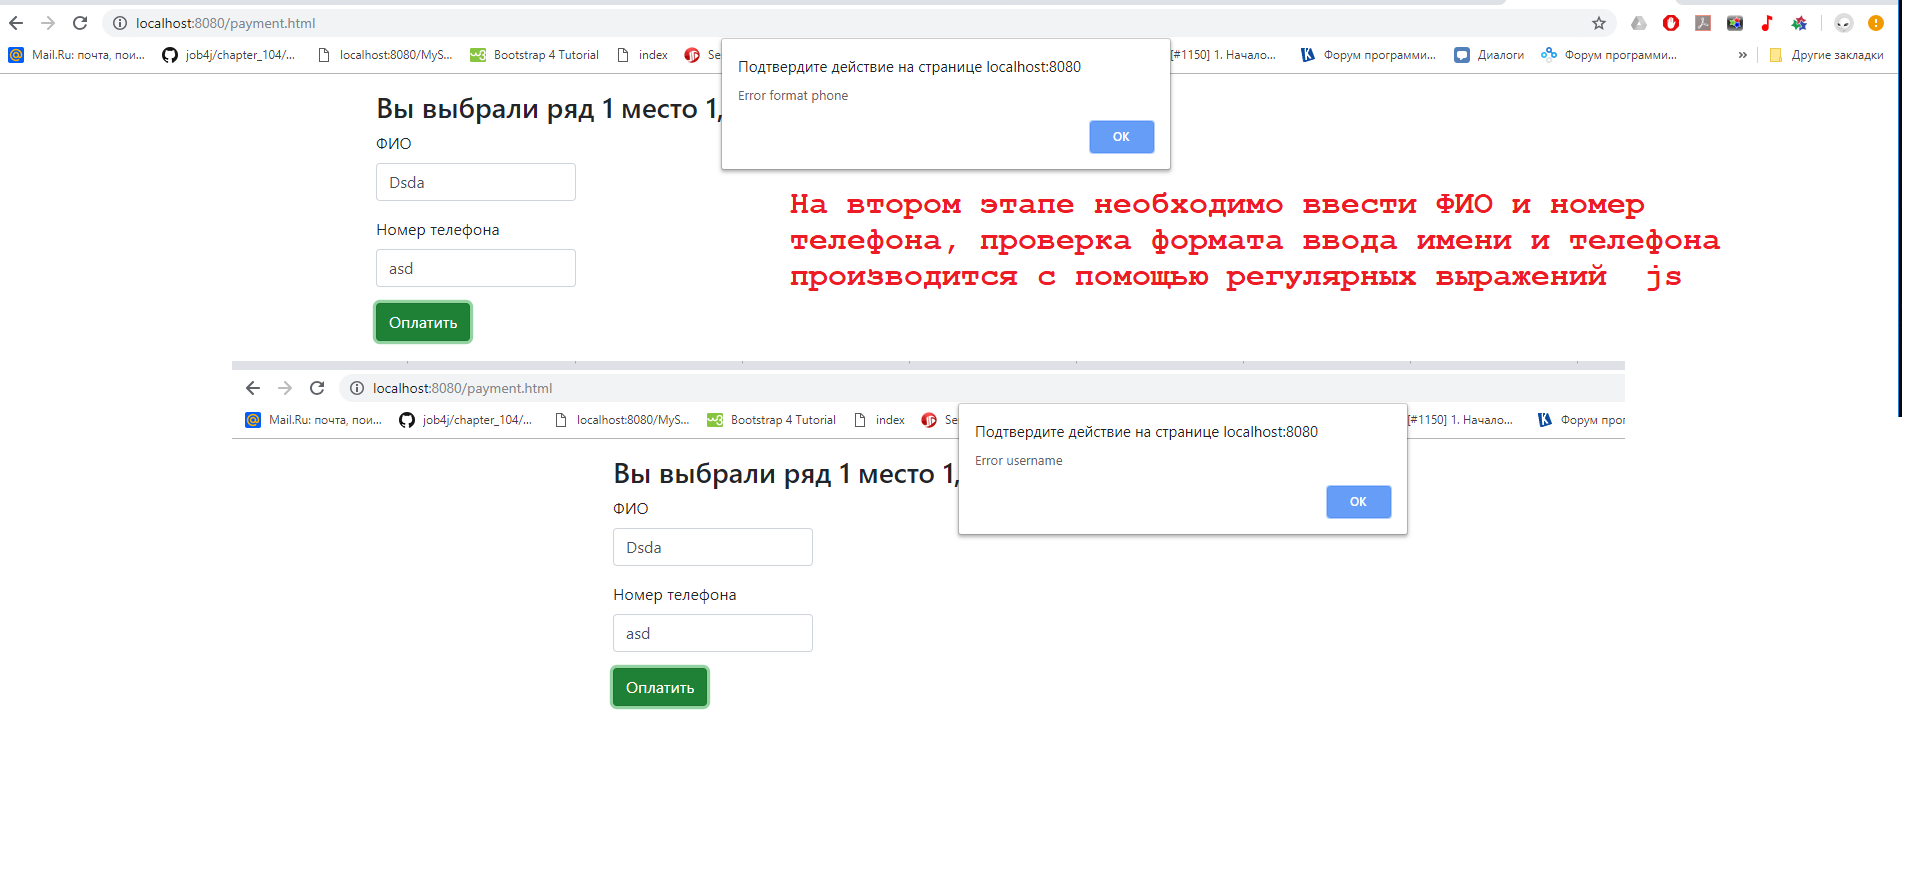 localhost:8080/payment.html
Mail.Ru: почта, пои...
job4j/chapter_104/...
localhost:8080/MyS...
Bootstrap 4 Tutorial
index
Se
[#1150] 1. Начало...
Форум программи...
Диалоги
Форум программи...
»
Другие закладки
Подтвердите действие на странице localhost:8080
Error format phone
OK
Вы выбрали ряд 1 место 1,
ФИО
Dsda
Номер телефона
asd
Оплатить
На втором этапе необходимо ввести ФИО и номер
телефона, проверка формата ввода имени и телефона
производится с помощью регулярных выражений js
localhost:8080/payment.html
Mail.Ru: почта, пои...
job4j/chapter_104/...
localhost:8080/MyS...
Bootstrap 4 Tutorial
index
Se
[#1150] 1. Начало...
Форум прог
Подтвердите действие на странице localhost:8080
Error username
OK
Вы выбрали ряд 1 место 1,
ФИО
Dsda
Номер телефона
asd
Оплатить